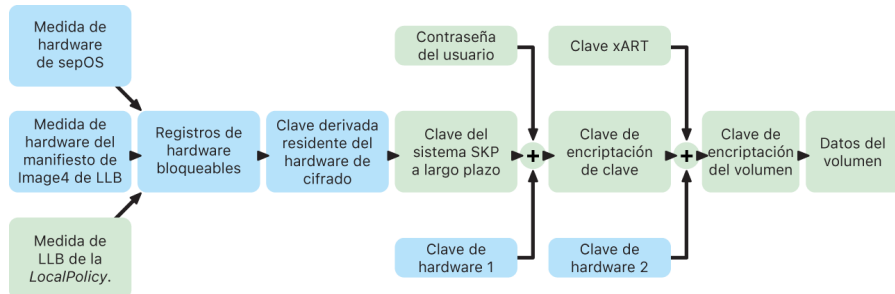 Medida de
hardware
de sepOS
Contraseña
del usuario
Clave xART
Medida de
hardware del
manifiesto de
Image4 de LLB
Registros de
hardware
bloqueables
Clave derivada
residente del
hardware de
cifrado
Clave del
sistema SKP
a largo plazo
+
Clave de
encriptación
de clave
+
Clave de
encriptación
del volumen
Datos del
volumen
Medida de
LLB de la
LocalPolicy.
Clave de
hardware 1
Clave de
hardware 2